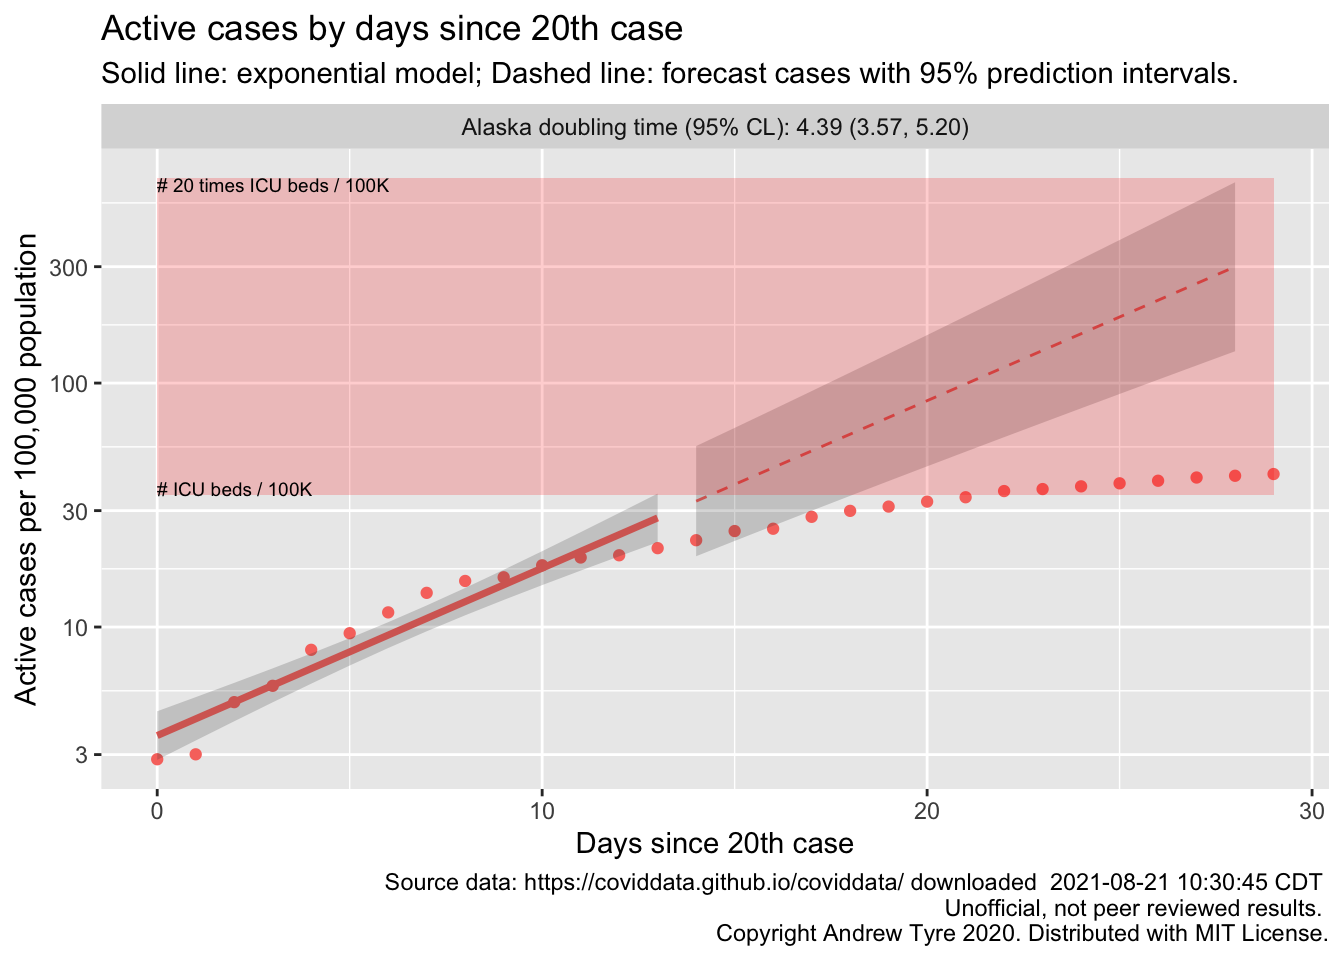 Active cases by days since 20th case
Solid line: exponential model; Dashed line: forecast cases with 95% prediction intervals.
Alaska doubling time (95% CL): 4.39 (3.57, 5.20)
# 20 times ICU beds / 100K
# ICU beds / 100K
Active cases per 100,000 population
300
100
30
10
3
0
10
20
30
Days since 20th case
Source data: https://coviddata.github.io/coviddata/ downloaded  2021-08-21 10:30:45 CDT
Unofficial, not peer reviewed results.
Copyright Andrew Tyre 2020. Distributed with MIT License.